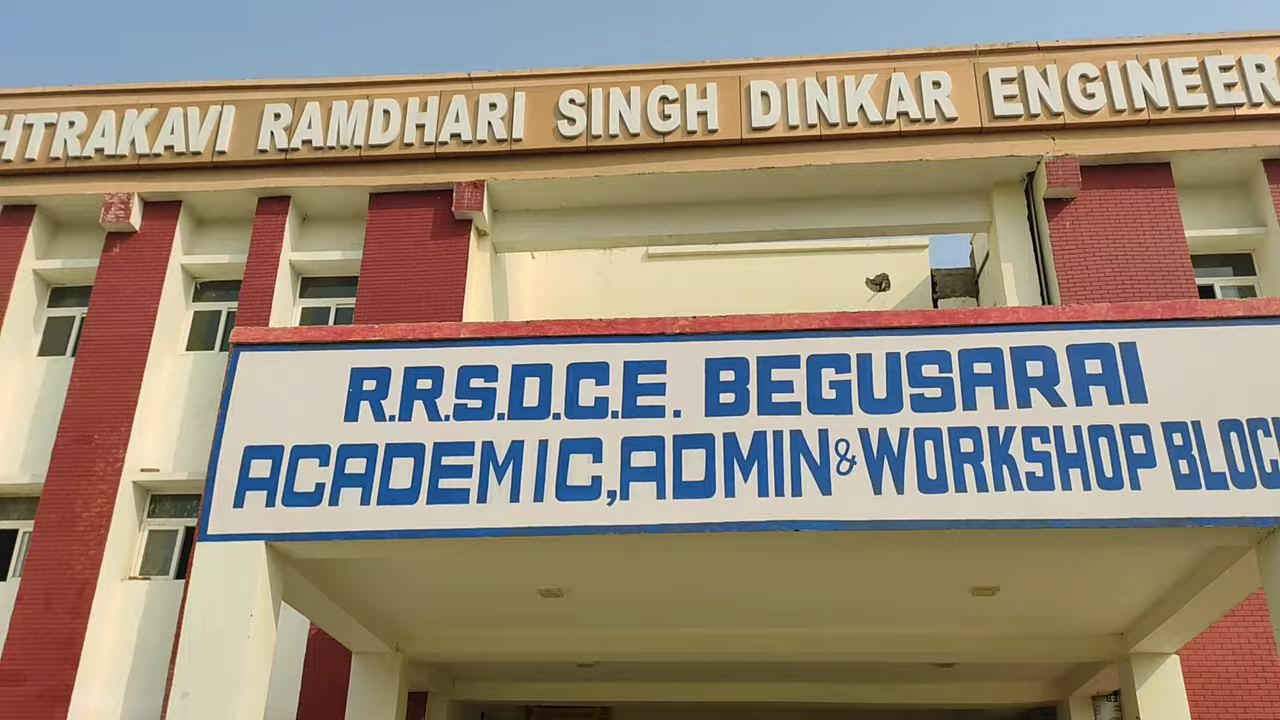 HTRAKAVI RAMDHARI SINGH DINKAR ENGINEER
R.R.S.D.C.E. BEGUSARAI
ACADEMIC,ADMIN & WORKSHOP BLOC